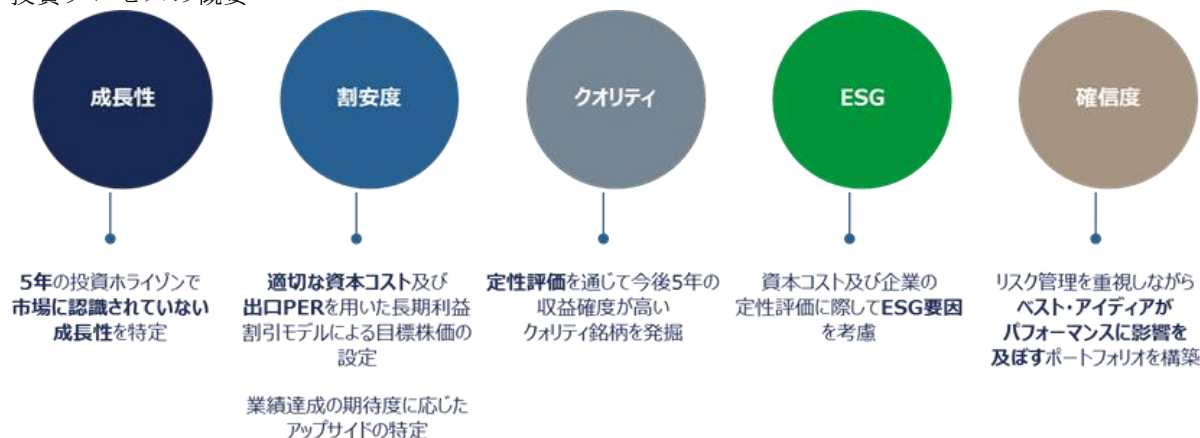 成長性
割安度
クオリティ
ESG
確信度
5年の投資ホライゾンで
市場に認識されていない
成長性を特定
適切な資本コスト及び
出口PERを用いた長期利益
割引モデルによる目標株価の
設定
業績達成の期待度に応じた
アップサイドの特定
定性評価を通じて今後5年の
収益確度が高い
クォリティ銘柄を発掘
資本コスト及び企業の
定性評価に際してESG要因
を考慮
リスク管理を重視しながら
ベスト・アイディアが
パフォーマンスに影響を
及ぼすポートフォリオを構築